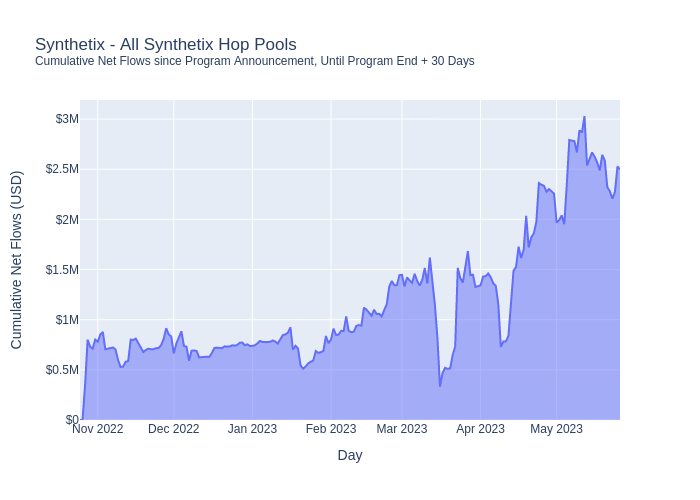 Synthetix - All Synthetix Hop Pools
Cumulative Net Flows since Program Announcement, Until Program End + 30 Days
Cumulative Net Flows (USD)
$3M
$2.5M
$2M
$1.5M
$1M
$0.5M
$0
Nov 2022 Dec 2022 Jan 2023 Feb 2023 Mar 2023 Apr 2023 May 2023
Day